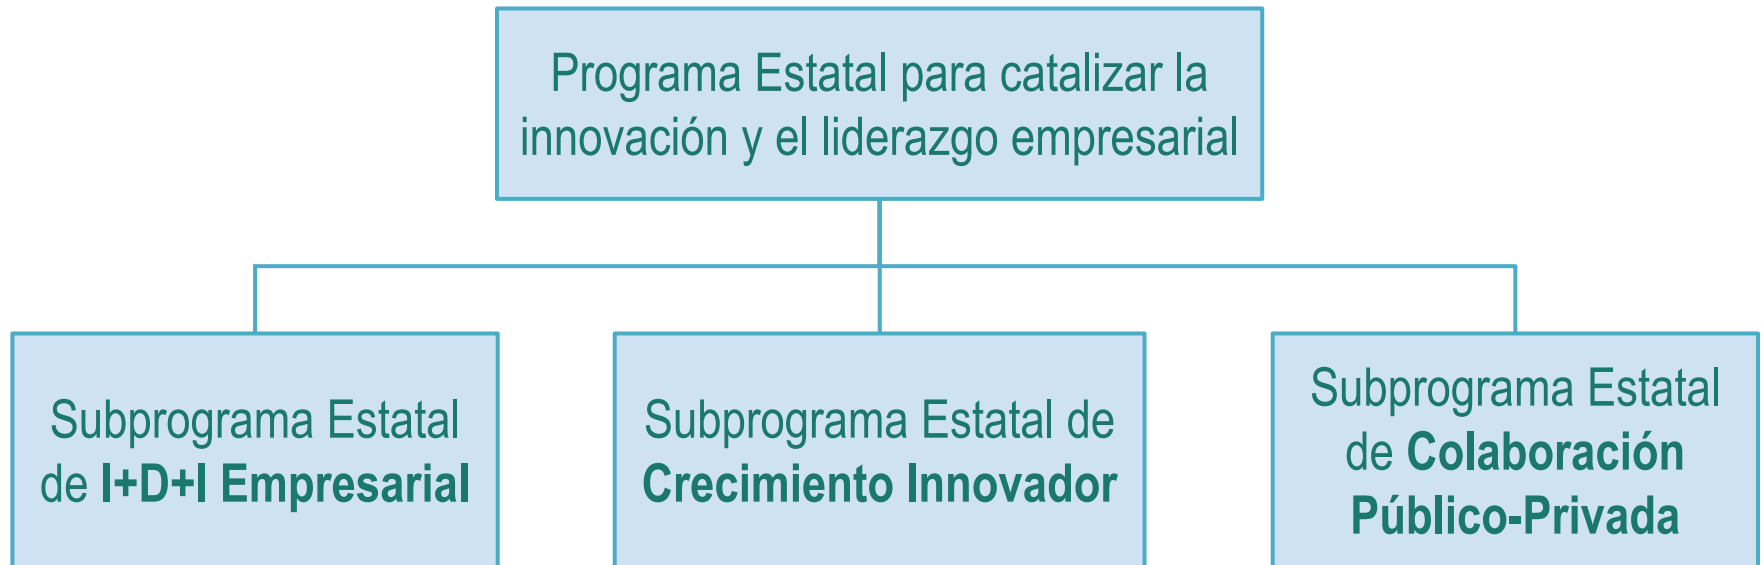 Programa Estatal para catalizar la
innovación y el liderazgo empresarial
Subprograma Estatal
de I+D+I Empresarial
Subprograma Estatal de
Crecimiento Innovador
Subprograma Estatal
de Colaboración
Público-Privada